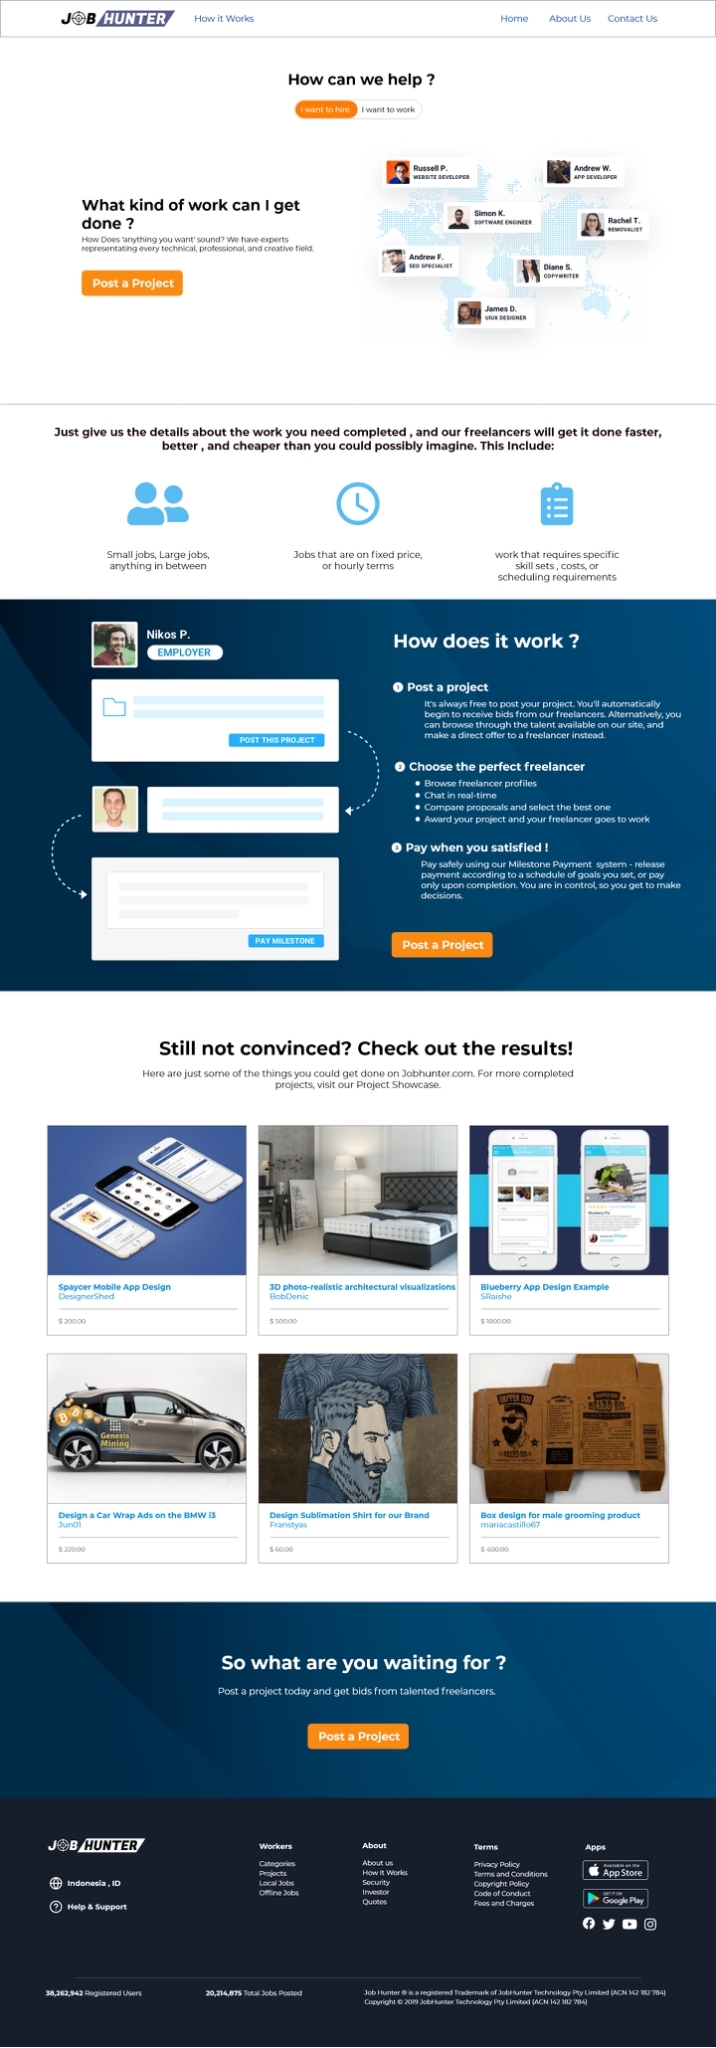 JOB HUNTER
How it Works
Home
About Us
Contact Us
How can we help ?
I want to hire
I want to work
What kind of work can I get
done ?
How Does 'anything you want' sound? We have experts
representating every technical, professional, and creative field.
Post a Project
Russell P.
WEBSITE DEVELOPER
Andrew W.
APP DEVELOPER
Simon K.
SOFTWARE ENGINEER
Rachel T.
REMOVALIST
Andrew F.
SEO SPECIALIST
Diane S.
COPYWRITER
James D.
UIUX DESIGNER
Just give us the details about the work you need completed , and our freelancers will get it done faster,
better , and cheaper than you could possibly imagine. This Include:
Small jobs, Large jobs,
anything in between
Jobs that are on fixed price,
or hourly terms
work that requires specific
skill sets , costs, or
scheduling requirements
Nikos P.
EMPLOYER
POST THIS PROJECT
PAY MILESTONE
How does it work ?
1 Post a project
It's always free to post your project. You'll automatically
begin to receive bids from our freelancers. Alternatively, you
can browse through the talent available on our site, and
make a direct offer to a freelancer instead.
2 Choose the perfect freelancer
Browse freelancer profiles
Chat in real-time
Compare proposals and select the best one
Award your project and your freelancer goes to work
3 Pay when you satisfied !
Pay safely using our Milestone Payment system - release
payment according to a schedule of goals you set, or pay
only upon completion. You are in control, so you get to make
decisions.
Post a Project
Still not convinced? Check out the results!
Here are just some of the things you could get done on Jobhunter.com. For more completed
projects, visit our Project Showcase.
Spaycer Mobile App Design
DesignerShed
$ 200.00
3D photo-realistic architectural visualizations
BobDenic
$ 500.00
Blueberry App Design Example
SRaishe
$ 1000.00
Genesis
Mining
Design a Car Wrap Ads on the BMW i3
Jun01
$ 220.00
Design Sublimation Shirt for our Brand
Franstyas
$ 60.00
DAPPER DUO
BEARD OIL
Box design for male grooming product
mariacastillo67
$ 400.00
So what are you waiting for ?
Post a project today and get bids from talented freelancers.
Post a Project
JOB HUNTER
Indonesia , ID
Help & Support
Workers
Categories
Projects
Local Jobs
Offline Jobs
About
About us
How It Works
Security
Investor
Quotes
Terms
Privacy Policy
Terms and Conditions
Copyright Policy
Code of Conduct
Fees and Charges
Apps
Available on the
App Store
GET IT ON
Google Play
38,262,942 Registered Users
20,214,875 Total Jobs Posted
Job Hunter ® is a registered Trademark of JobHunter Technology Pty Limited (ACN 142 182 784)
Copyright © 2019 JobHunter Technology Pty Limited (ACN 142 182 784)